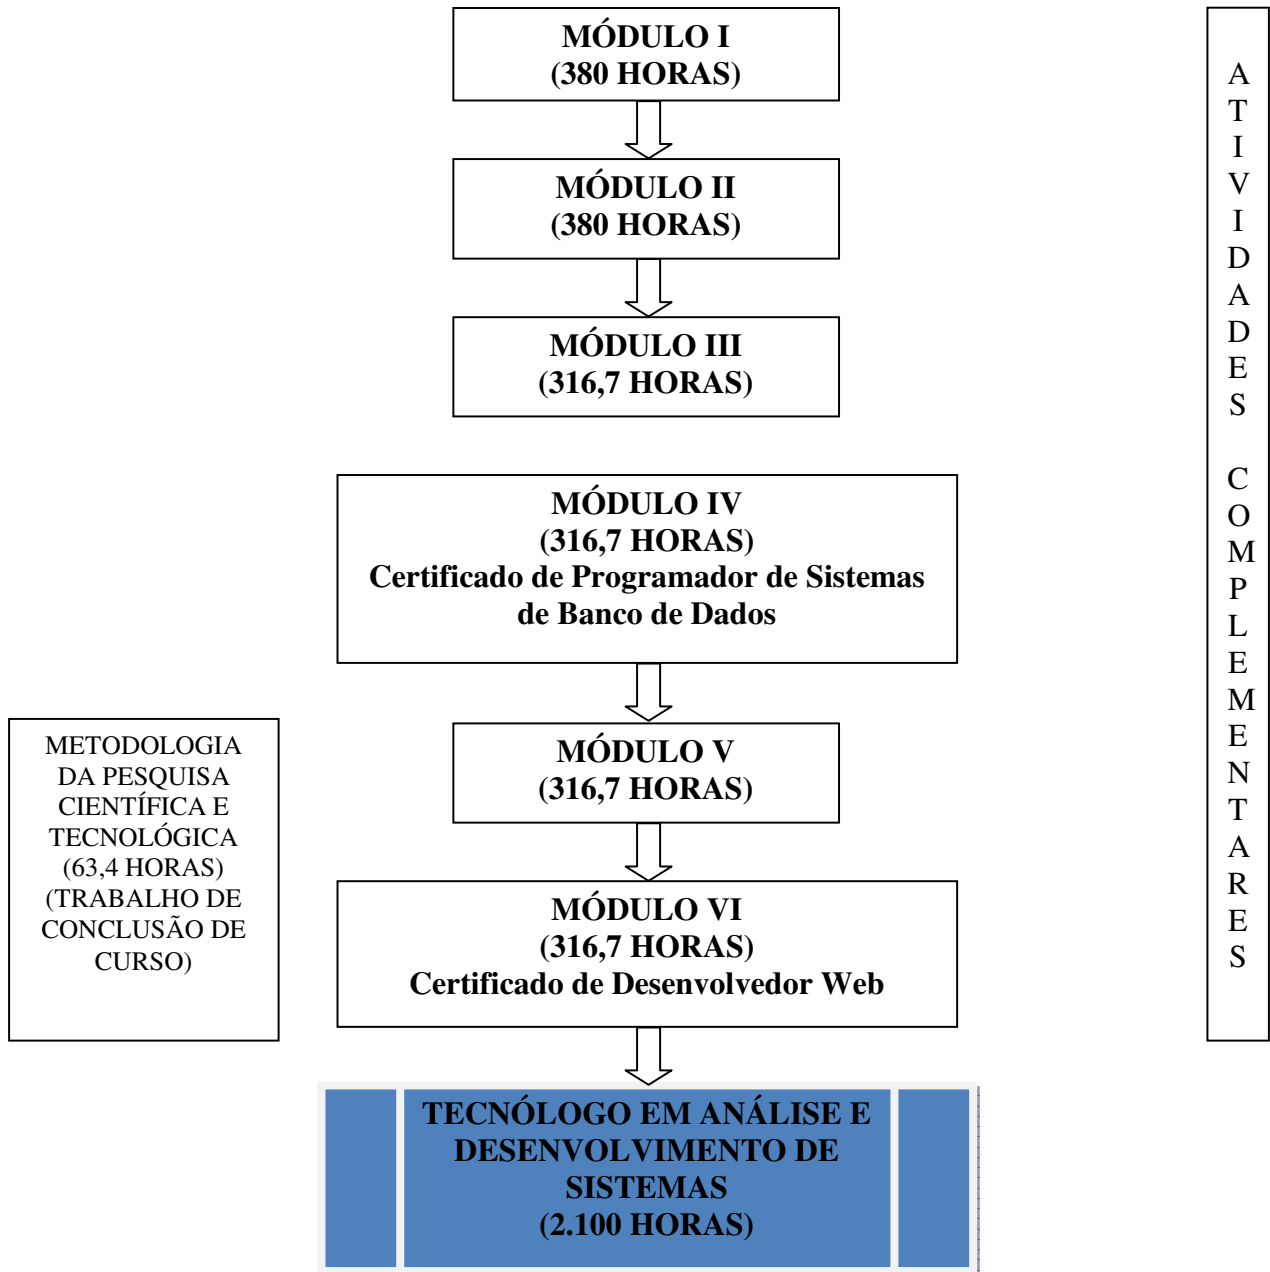 MÓDULO I
(380 HORAS)
MÓDULO II
(380 HORAS)
MÓDULO III
(316,7 HORAS)
MÓDULO IV
(316,7 HORAS)
Certificado de Programador de Sistemas
de Banco de Dados
MÓDULO V
(316,7 HORAS)
METODOLOGIA
DA PESQUISA
CIENTÍFICA E
TECNOLÓGICA
(63,4 HORAS)
(TRABALHO DE
CONCLUSÃO DE
CURSO)
MÓDULO VI
(316,7 HORAS)
Certificado de Desenvolvedor Web
TECNÓLOGO EM ANÁLISE E
DESENVOLVIMENTO DE
SISTEMAS
(2.100 HORAS)
ATIVIDADES COMPLEMENTARES